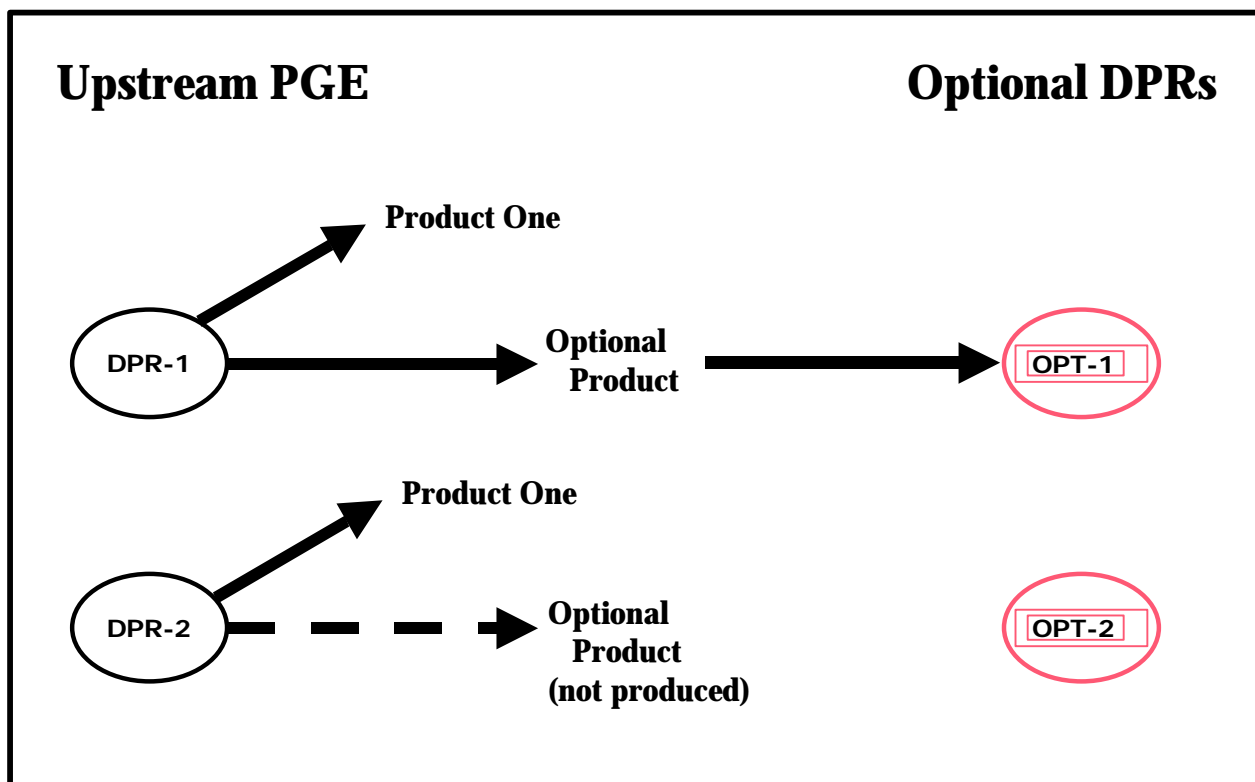 Upstream PGE
Optional DPRs
Product One
DPR-1
Optional
Product
OPT-1
Product One
DPR-2
Optional
Product
(not produced)
OPT-2